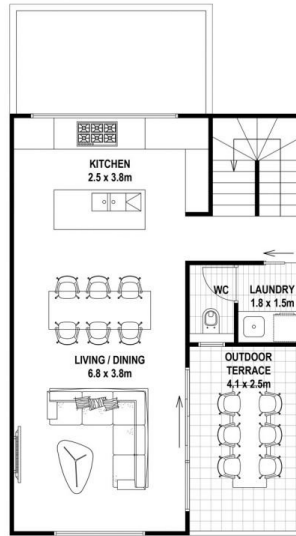 KITCHEN
2.5 x 3.8m
WC
LAUNDRY
1.8 x 1.5m
LIVING / DINING
6.8 x 3.8m
OUTDOOR
TERRACE
4.1 x 2.5m